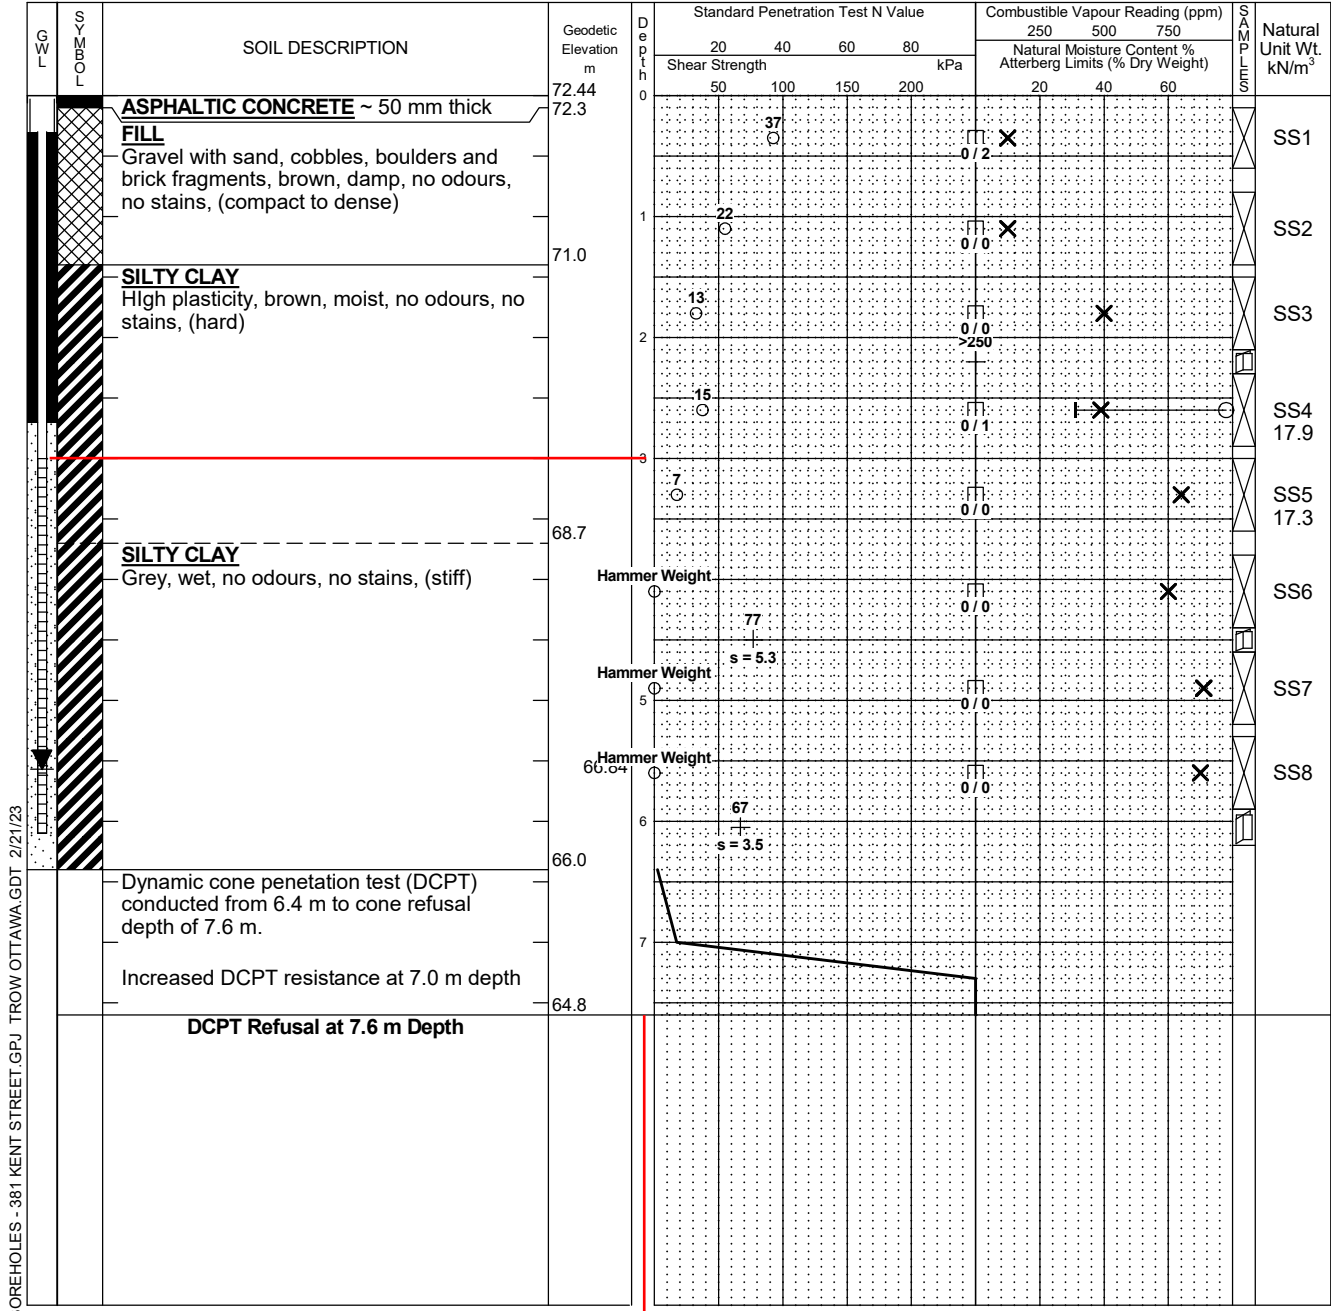 GWL
SYMBOL
SOIL DESCRIPTION
Geodetic
Elevation
m
Depth
Standard Penetration Test N Value
20 40 60 80
Shear Strength kPa
50 100 150 200
Combustible Vapour Reading (ppm)
250 500 750
Natural Moisture Content %
Atterberg Limits (% Dry Weight)
20 40 60
SAMPLES
Natural
Unit Wt.
kN/m3
72.44
0
ASPHALTIC CONCRETE ~ 50 mm thick
72.3
FILL
Gravel with sand, cobbles, boulders and
brick fragments, brown, damp, no odours,
no stains, (compact to dense)
37
0 / 2
SS1
1
22
0 / 0
SS2
71.0
SILTY CLAY
HIgh plasticity, brown, moist, no odours, no
stains, (hard)
13
0 / 0
SS3
2
>250
15
0 / 1
SS4
17.9
3
7
0 / 0
SS5
17.3
68.7
SILTY CLAY
Grey, wet, no odours, no stains, (stiff)
Hammer Weight
0 / 0
SS6
77
s = 5.3
Hammer Weight
0 / 0
SS7
5
Hammer Weight
66.84
0 / 0
SS8
67
6
s = 3.5
66.0
Dynamic cone penetation test (DCPT)
conducted from 6.4 m to cone refusal
depth of 7.6 m.
7
Increased DCPT resistance at 7.0 m depth
64.8
DCPT Refusal at 7.6 m Depth
OREHOLES - 381 KENT STREET.GPJ TROW OTTAWA.GDT 2/21/23